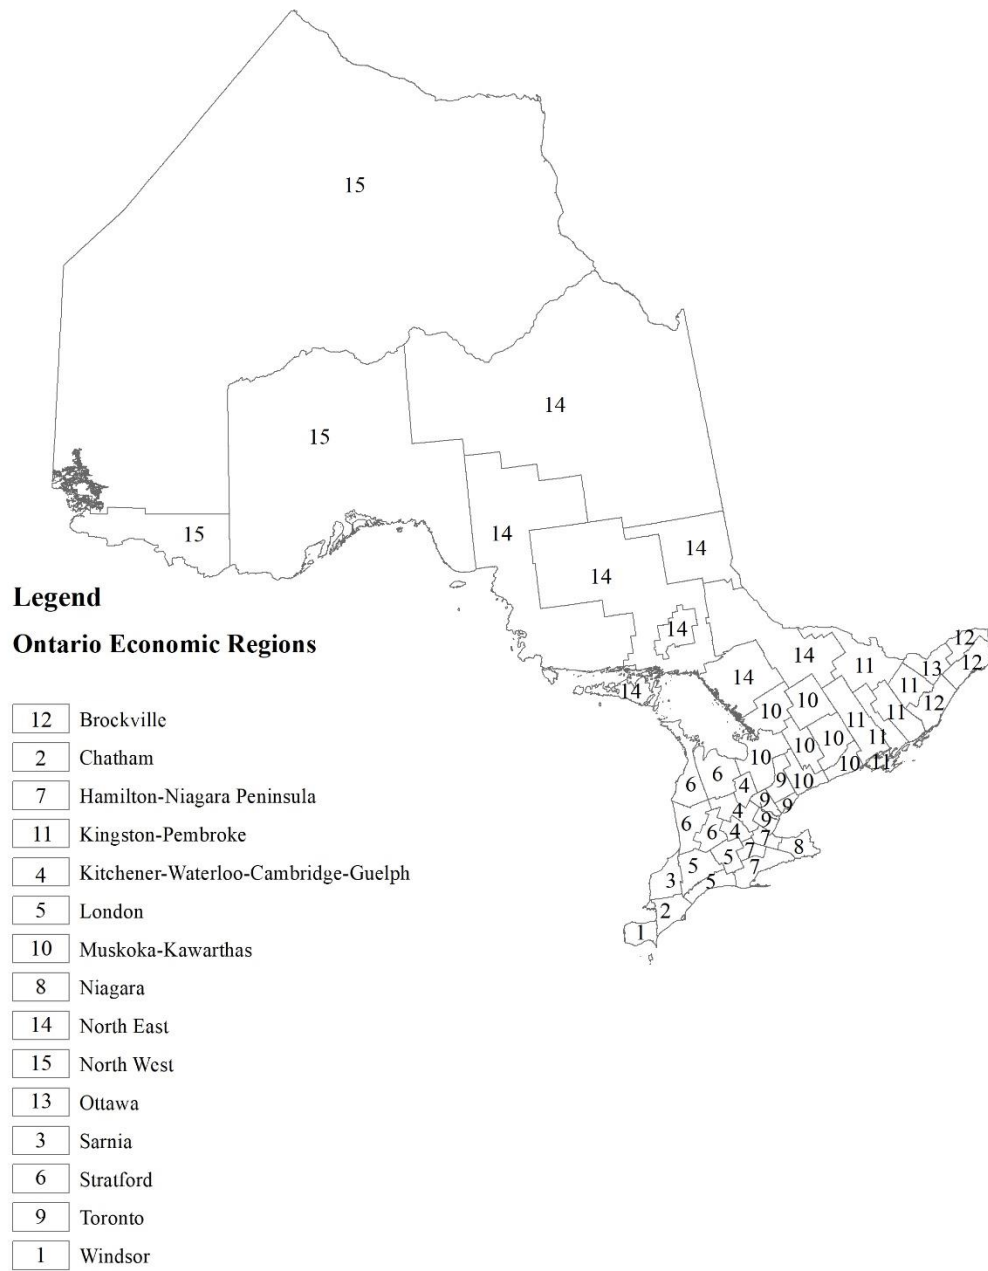 15
14
15
14
15
14
14
14
12
14
11
12
13
14
11
14
10
10
11
12
11
10
10
11
10
10
11
6
6
4
9
10
9
9
4
6
9
6
4
7
8
7
5
5
7
3
5
2
1
Legend
Ontario Economic Regions
12 Brockville
2 Chatham
7 Hamilton-Niagara Peninsula
11 Kingston-Pembroke
4 Kitchener-Waterloo-Cambridge-Guelph
5 London
10 Muskoka-Kawarthas
8 Niagara
14 North East
15 North West
13 Ottawa
3 Sarnia
6 Stratford
9 Toronto
1 Windsor